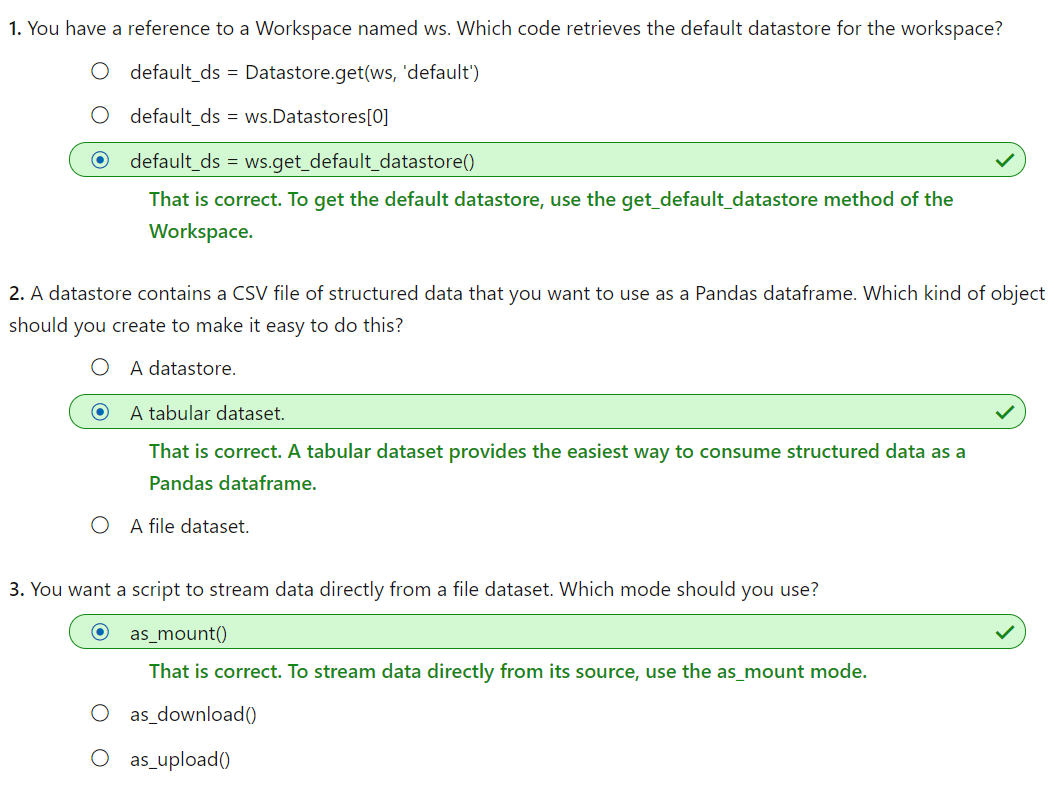 1. You have a reference to a Workspace named ws. Which code retrieves the default datastore for the workspace?
default_ds = Datastore.get(ws, 'default')
default_ds = ws.Datastores[0]
default_ds = ws.get_default_datastore()
That is correct. To get the default datastore, use the get_default_datastore method of the
Workspace.
2. A datastore contains a CSV file of structured data that you want to use as a Pandas dataframe. Which kind of object
should you create to make it easy to do this?
A datastore.
A tabular dataset.
That is correct. A tabular dataset provides the easiest way to consume structured data as a
Pandas dataframe.
A file dataset.
3. You want a script to stream data directly from a file dataset. Which mode should you use?
as_mount()
That is correct. To stream data directly from its source, use the as_mount mode.
as_download()
as_upload()